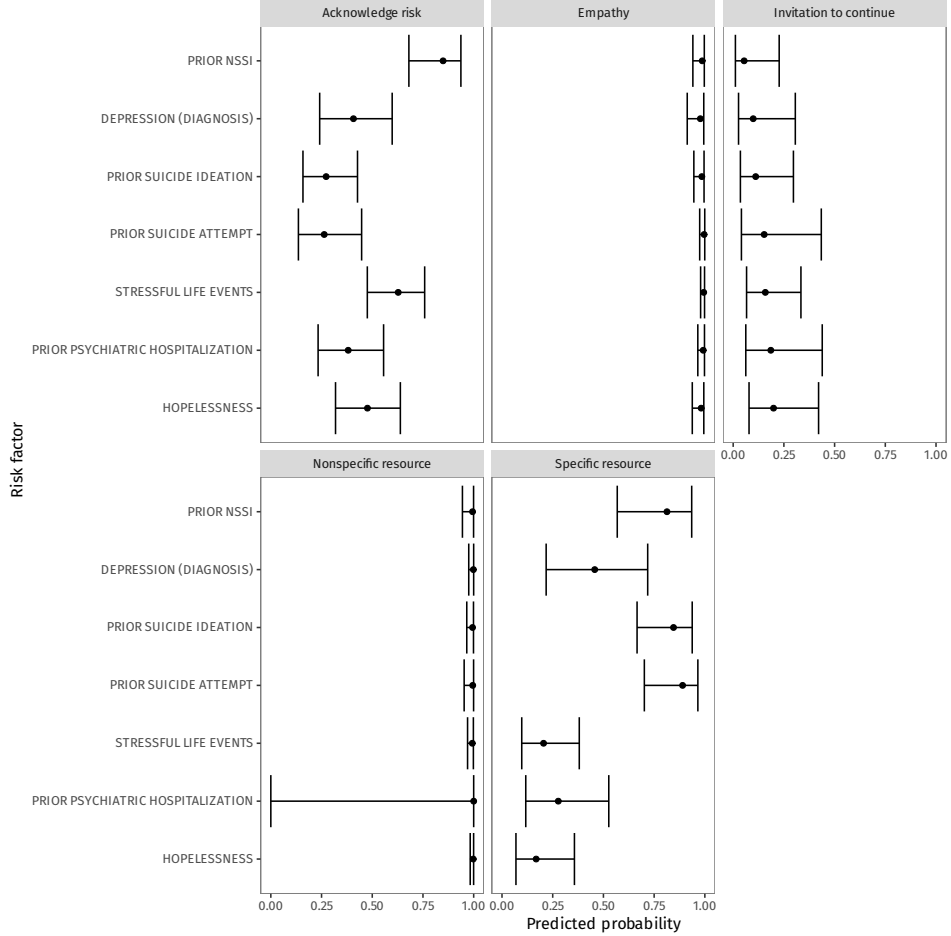 Acknowledge risk
Empathy
Invitation to continue
PRIOR NSSI
DEPRESSION (DIAGNOSIS)
PRIOR SUICIDE IDEATION
PRIOR SUICIDE ATTEMPT
STRESSFUL LIFE EVENTS
PRIOR PSYCHIATRIC HOSPITALIZATION
HOPELESSNESS
0.00 0.25 0.50 0.75 1.00
Risk factor
Nonspecific resource
Specific resource
PRIOR NSSI
DEPRESSION (DIAGNOSIS)
PRIOR SUICIDE IDEATION
PRIOR SUICIDE ATTEMPT
STRESSFUL LIFE EVENTS
PRIOR PSYCHIATRIC HOSPITALIZATION
HOPELESSNESS
0.00 0.25 0.50 0.75 1.00
0.00 0.25 0.50 0.75 1.00
Predicted probability